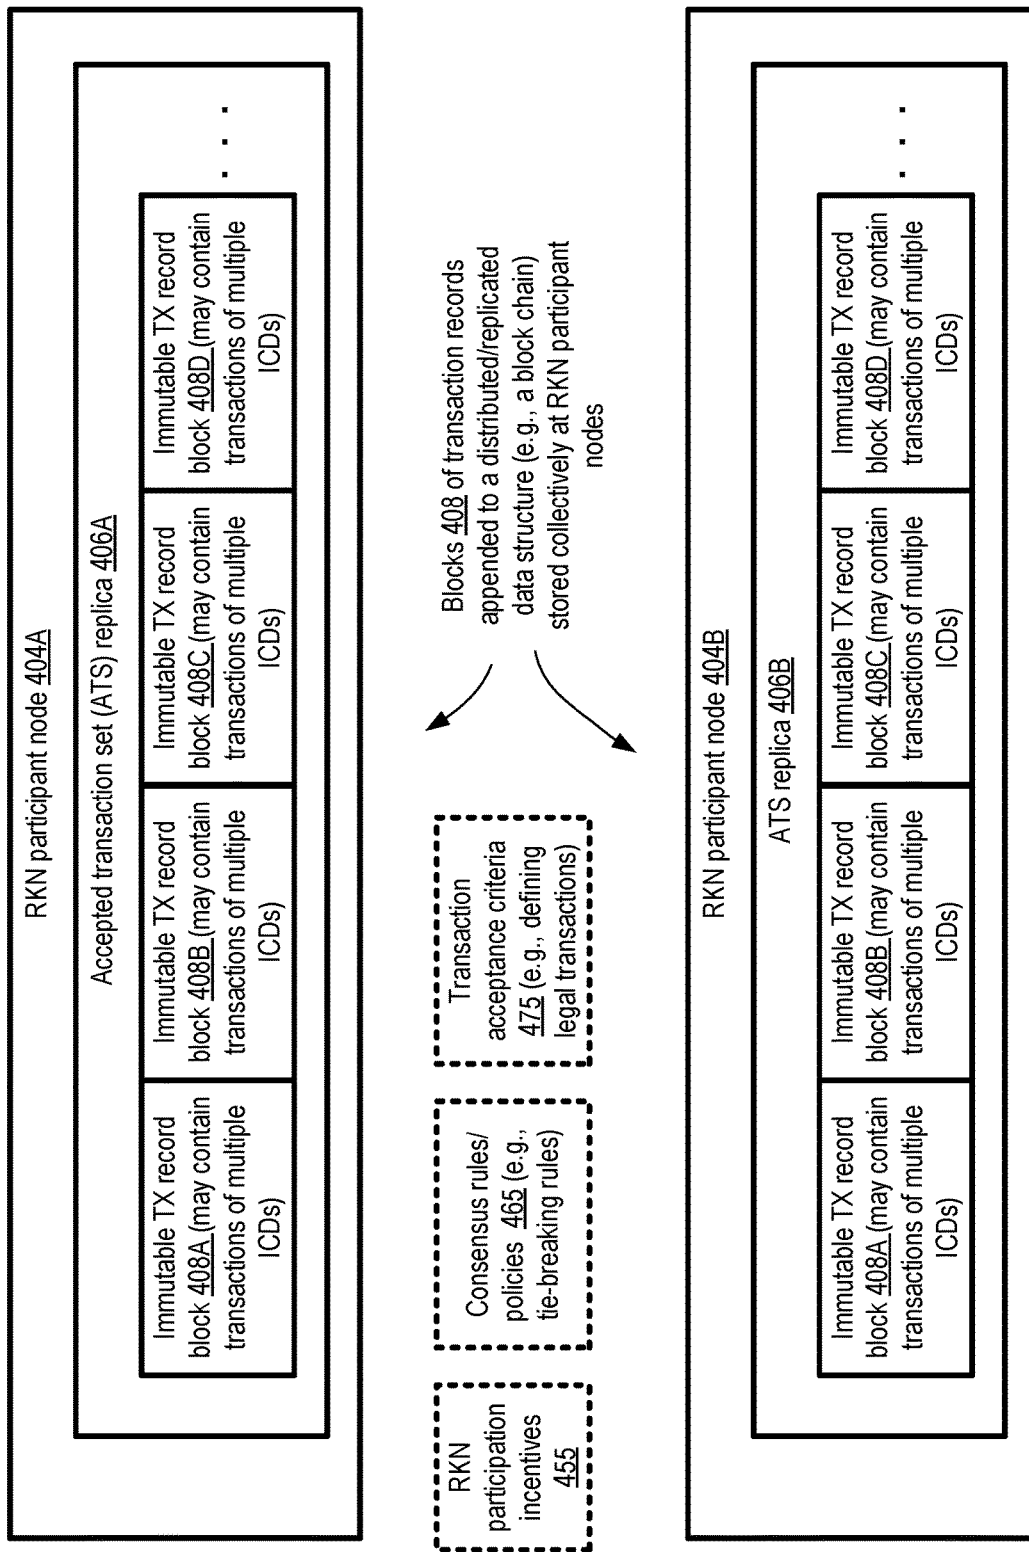 RKN participant node 404A
Accepted transaction set (ATS) replica 406A
Immutable TX record
block 408A (may contain
transactions of multiple
ICDs)
Immutable TX record
block 408B (may contain
transactions of multiple
ICDs)
Immutable TX record
block 408C (may contain
transactions of multiple
ICDs)
Immutable TX record
block 408D (may contain
transactions of multiple
ICDs)
. . .
RKN
participation
incentives
455
Consensus rules/
policies 465 (e.g.,
tie-breaking rules)
Transaction
acceptance criteria
475 (e.g., defining
legal transactions)
Blocks 408 of transaction records
appended to a distributed/replicated
data structure (e.g., a block chain)
stored collectively at RKN participant
nodes
RKN participant node 404B
ATS replica 406B
Immutable TX record
block 408A (may contain
transactions of multiple
ICDs)
Immutable TX record
block 408B (may contain
transactions of multiple
ICDs)
Immutable TX record
block 408C (may contain
transactions of multiple
ICDs)
Immutable TX record
block 408D (may contain
transactions of multiple
ICDs)
. . .